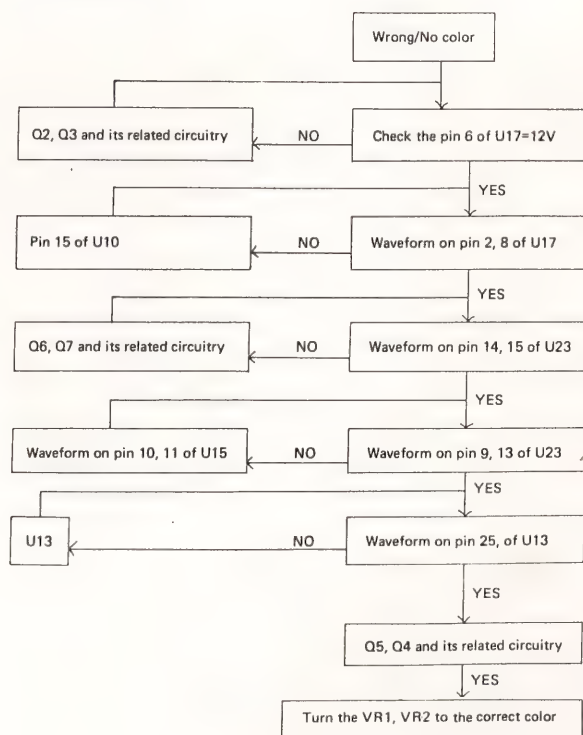 Wrong/No color
Q2, Q3 and its related circuitry
NO
Check the pin 6 of U17=12V
YES
Pin 15 of U10
NO
Waveform on pin 2, 8 of U17
YES
Q6, Q7 and its related circuitry
NO
Waveform on pin 14, 15 of U23
YES
Waveform on pin 10, 11 of U15
NO
Waveform on pin 9, 13 of U23
YES
U13
NO
Waveform on pin 25, of U13
YES
Q5, Q4 and its related circuitry
YES
Turn the VR1, VR2 to the correct color